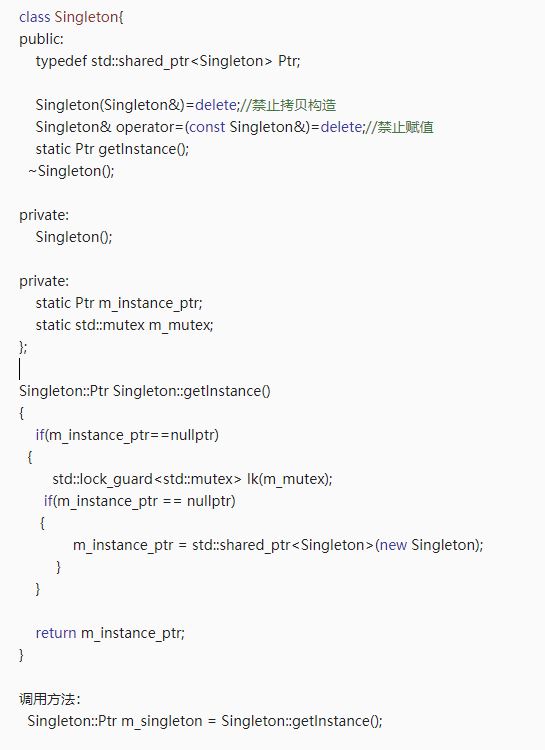 class Singleton{
public:
    typedef std::shared_ptr<Singleton> Ptr;

    Singleton(Singleton&)=delete;//禁止拷贝构造
    Singleton& operator=(const Singleton&)=delete;//禁止赋值
    static Ptr getInstance();
  ~Singleton();

private:
    Singleton();

private:
    static Ptr m_instance_ptr;
    static std::mutex m_mutex;
};

Singleton::Ptr Singleton::getInstance()
{
    if(m_instance_ptr==nullptr)
  {
        std::lock_guard<std::mutex> lk(m_mutex);
      if(m_instance_ptr == nullptr)
     {
            m_instance_ptr = std::shared_ptr<Singleton>(new Singleton);
        }
    }

    return m_instance_ptr;
}

调用方法：
  Singleton::Ptr m_singleton = Singleton::getInstance();